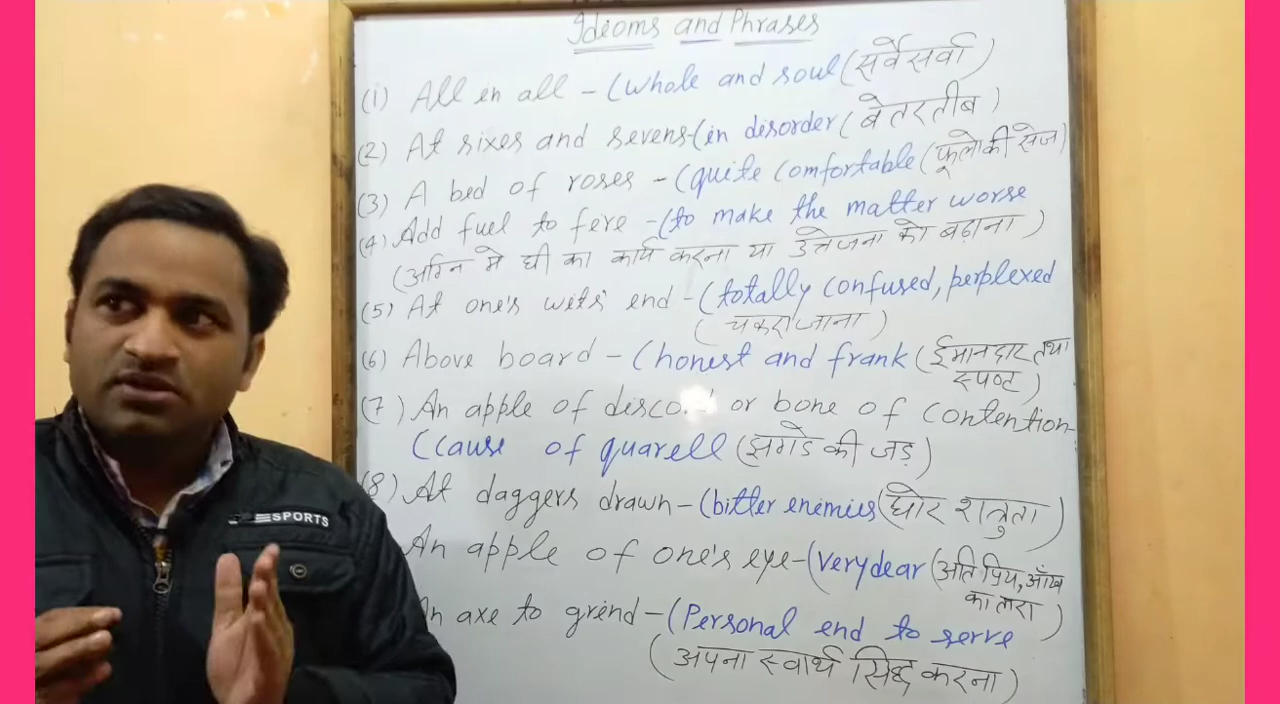 Idioms and Phrases
(1) All in all - (whole and soul (सर्वेसर्वा)
(2) At sixes and sevens-(in disorder (बेतरतीब)
(3) A bed of roses - (quite comfortable (फूलो की सेज)
(4) Add fuel to fire - (to make the matter worse
(अग्नि मे घी का कार्य करना या उत्तेजना को बढ़ाना)
(5) At one's wits' end - (totally confused, perplexed
(चकरा जाना)
(6) Above board - (honest and frank (ईमानदार तथा
स्पष्ट)
(7) An apple of or bone of contention-
(cause of quarell (झगडे की जड़)
(8) At daggers drawn - (bitter enemies (घोर शत्रुता)
An apple of one's eye - (very dear (अति प्रिय, आँख
का तारा)
An axe to grind - (Personal end to serve
(अपना स्वार्थ सिद्ध करना)
SPORTS